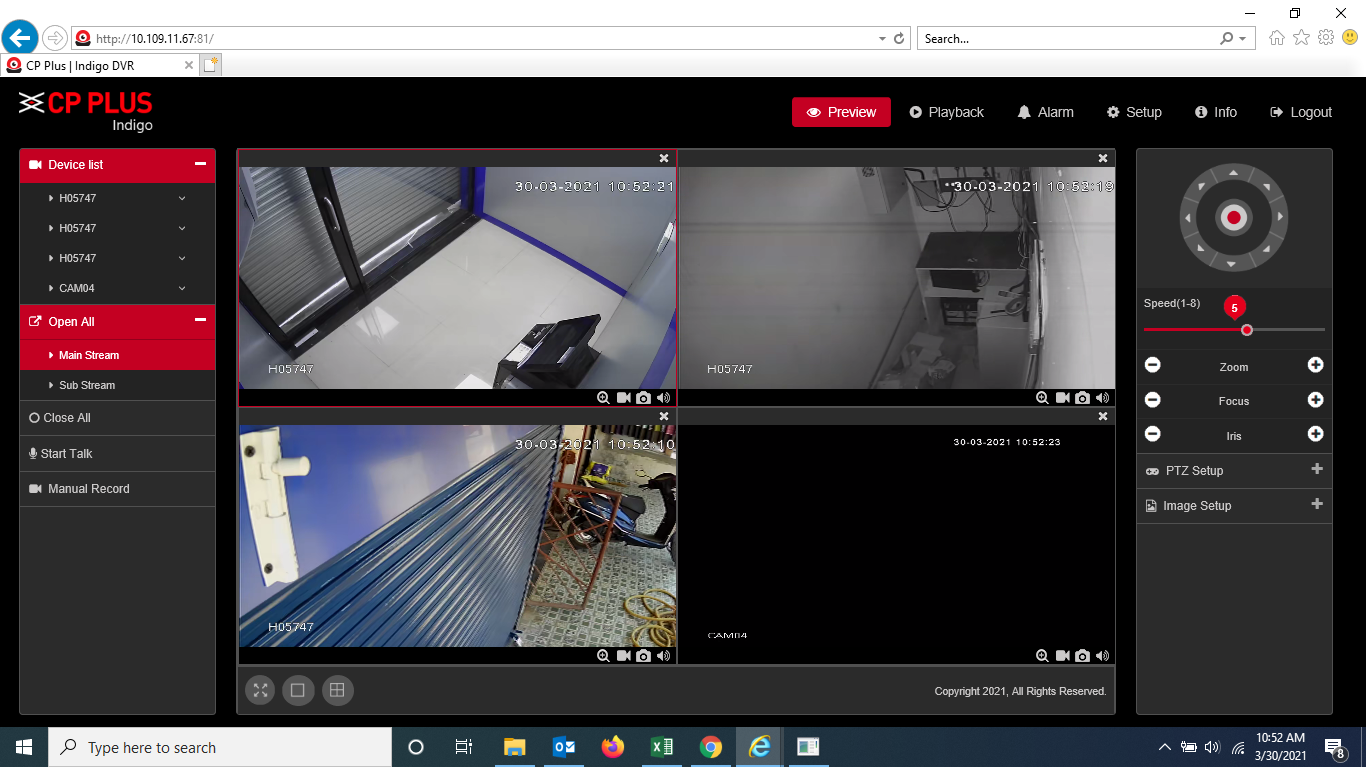 http://10.109.11.67:81/
Search...
CP Plus | Indigo DVR
CP PLUS
Indigo
Preview
Playback
Alarm
Setup
Info
Logout
Device list
H05747
H05747
H05747
CAM04
Open All
Main Stream
Sub Stream
Close All
Start Talk
Manual Record
30-03-2021 10:52:21
H05747
30-03-2021 10:52:19
H05747
30-03-2021 10:52:10
H05747
30-03-2021 10:52:23
CAM04
Copyright 2021, All Rights Reserved.
Speed(1-8)
5
Zoom
Focus
Iris
PTZ Setup
Image Setup
Type here to search
10:52 AM
3/30/2021
8